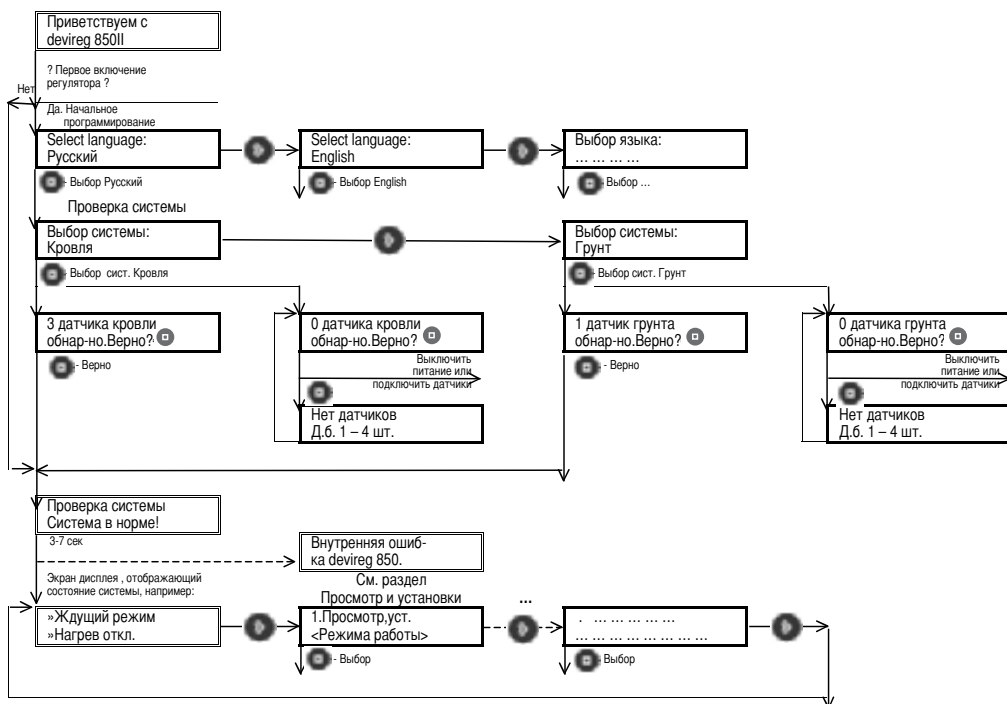 Приветствуем с
devireg 850II
? Первое включение
регулятора ?
Нет
Да. Начальное
программирование
Select language:
Русский
Select language:
English
Выбор языка:
... ... ... ...
- Выбор Русский
- Выбор English
- Выбор ...
Проверка системы
Выбор системы:
Кровля
Выбор системы:
Грунт
- Выбор сист. Кровля
- Выбор сист. Грунт
3 датчика кровли
обнар-но.Верно?
0 датчика кровли
обнар-но.Верно?
1 датчик грунта
обнар-но.Верно?
0 датчика грунта
обнар-но.Верно?
- Верно
Выключить
питание или
подключить датчики
- Верно
Выключить
питание или
подключить датчики
Нет датчиков
Д.б. 1 – 4 шт.
Нет датчиков
Д.б. 1 – 4 шт.
Проверка системы
Система в норме!
3-7 сек
Внутренняя ошиб-
ка devireg 850.
Экран дисплея , отображающий
состояние системы, например:
См. раздел
Просмотр и установки
...
»Ждущий режим
»Нагрев откл.
1.Просмотр,уст.
<Режима работы>
. ... ... ... ... ...
... ... ... ... ... ... ... ...
- Выбор
- Выбор